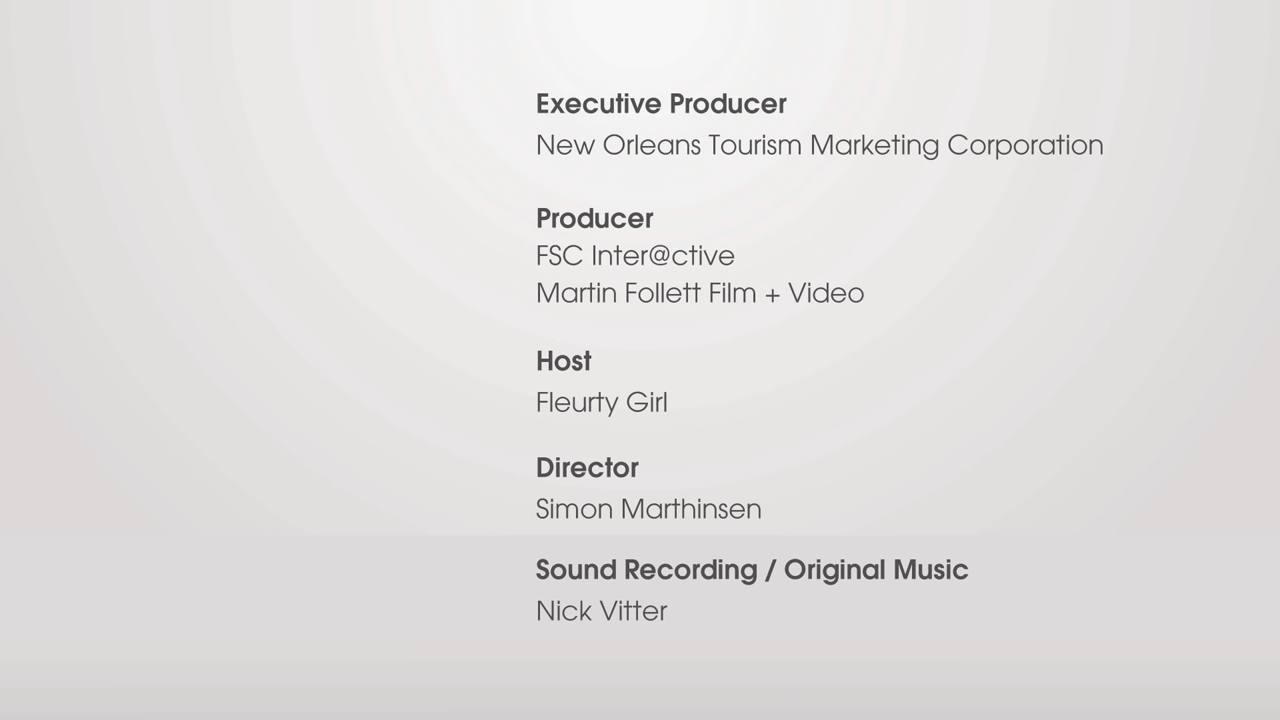 Executive Producer
New Orleans Tourism Marketing Corporation
Producer
FSC Inter@ctive
Martin Follett Film + Video
Host
Fleurty Girl
Director
Simon Marthinsen
Sound Recording / Original Music
Nick Vitter